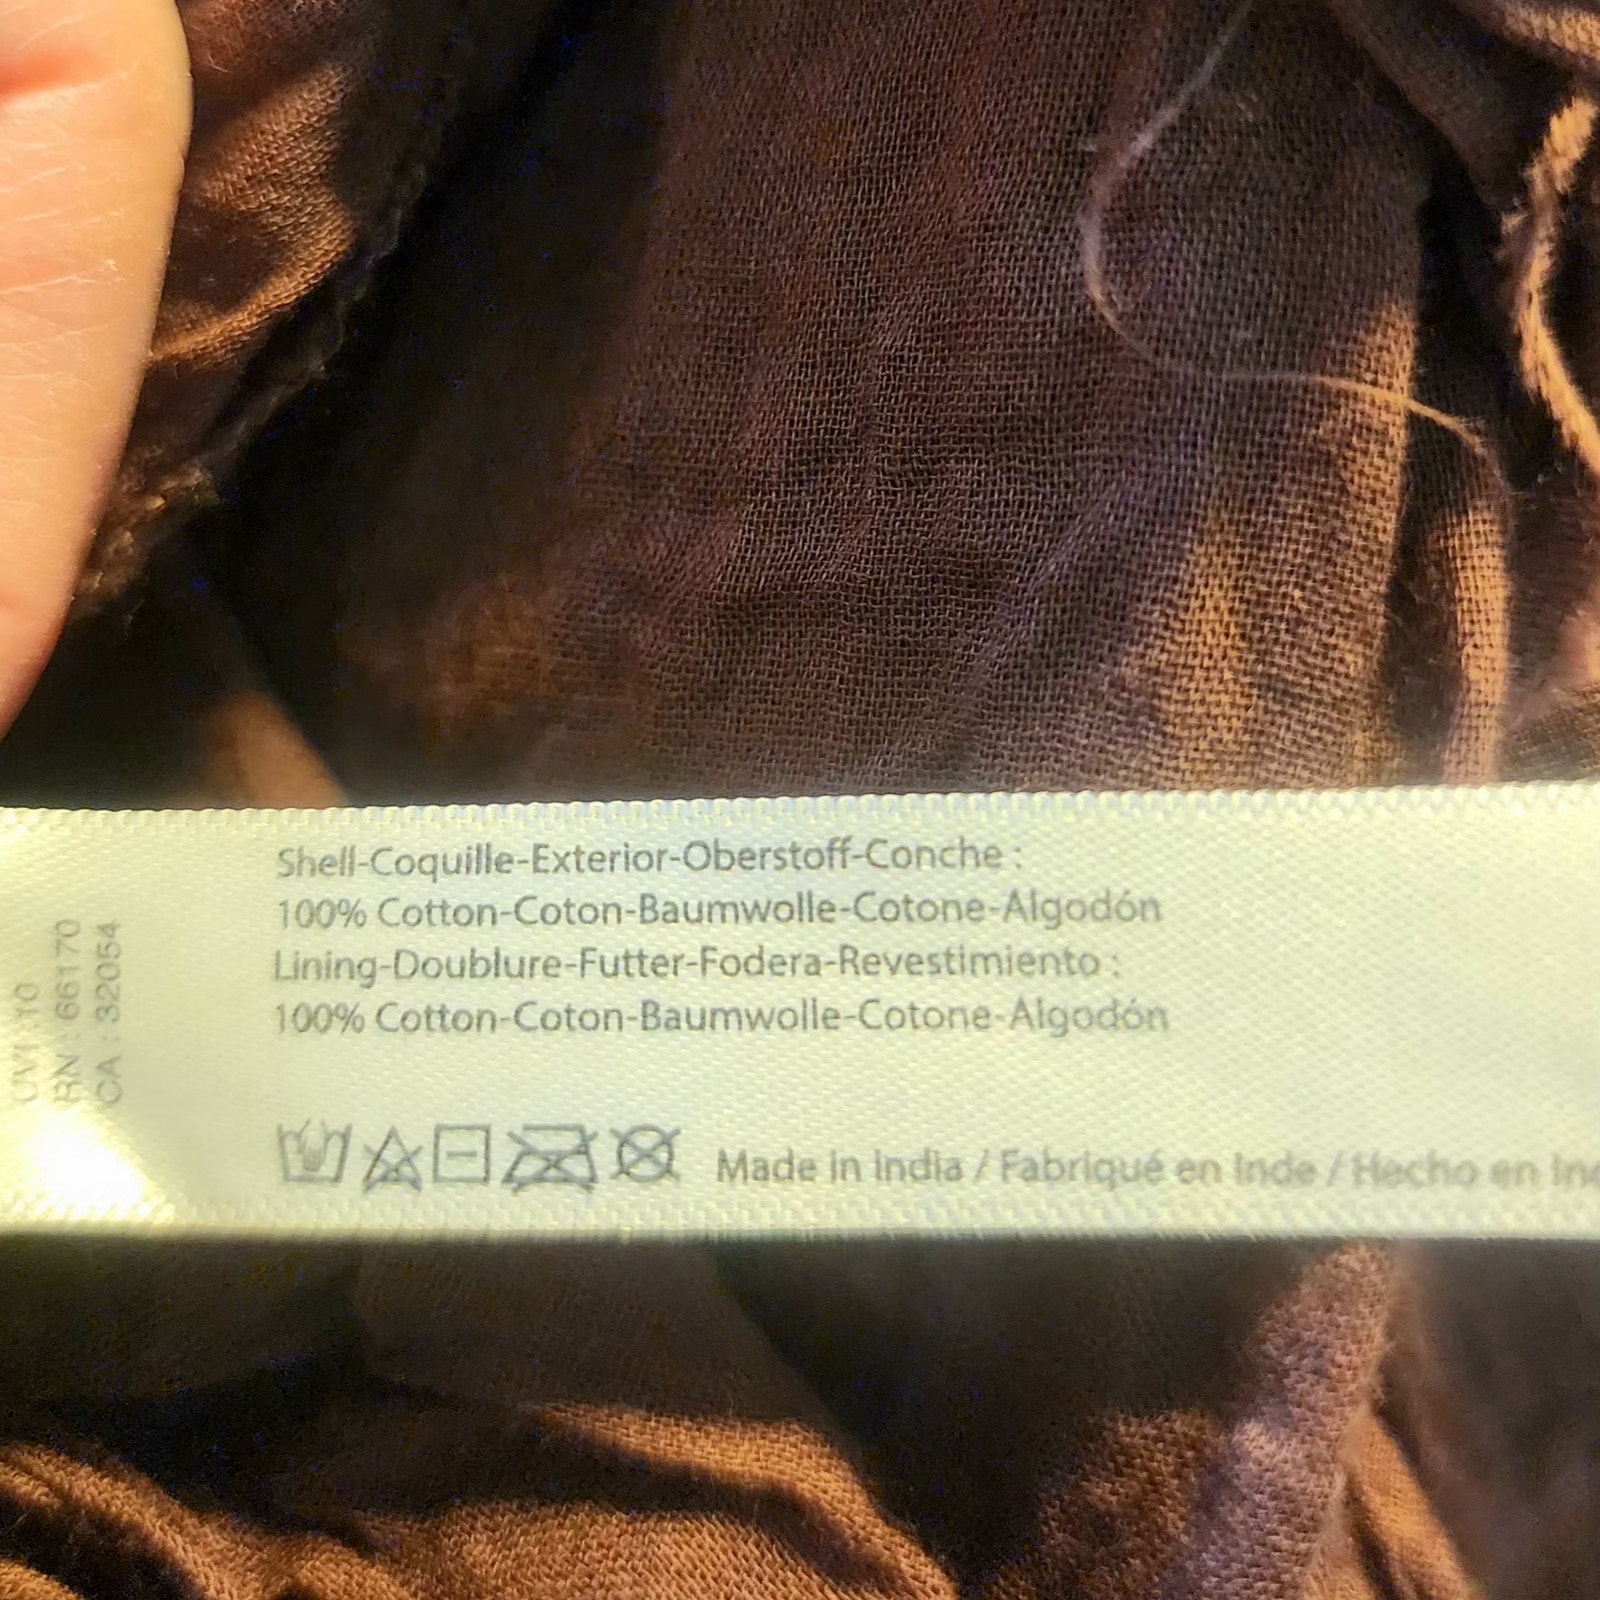 Shell-Coquille-Exterior-Oberstoff-Conche :
100% Cotton-Coton-Baumwolle-Cotone-Algodón
Lining-Doublure-Futter-Fodera-Revestimiento :
100% Cotton-Coton-Baumwolle-Cotone-Algodón
Made in India / Fabriqué en Inde / Hecho en
RN : 66170
CA : 32054